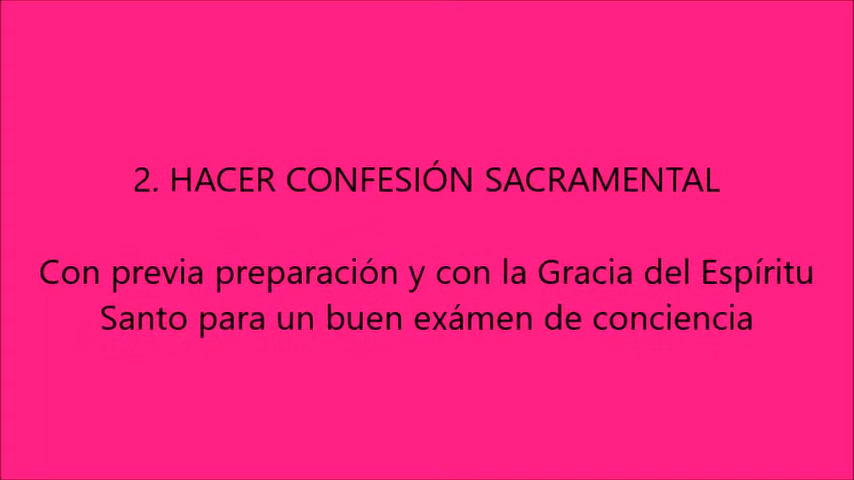 2. HACER CONFESIÓN SACRAMENTAL
Con previa preparación y con la Gracia del Espíritu
Santo para un buen exámen de conciencia